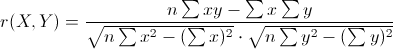 r(X, Y) = \frac{n \sum xy - \sum x \sum y}{\sqrt{n \sum x^2 - (\sum x)^2} \cdot \sqrt{n \sum y^2 - (\sum y)^2}}